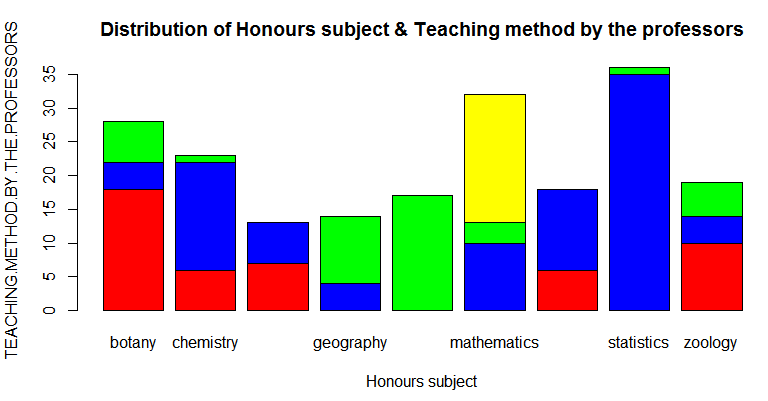 Distribution of Honours subject & Teaching method by the professors
TEACHING.METHOD.BY.THE.PROFESSORS
35
30
25
20
15
10
5
0
botany chemistry geography mathematics statistics zoology
Honours subject